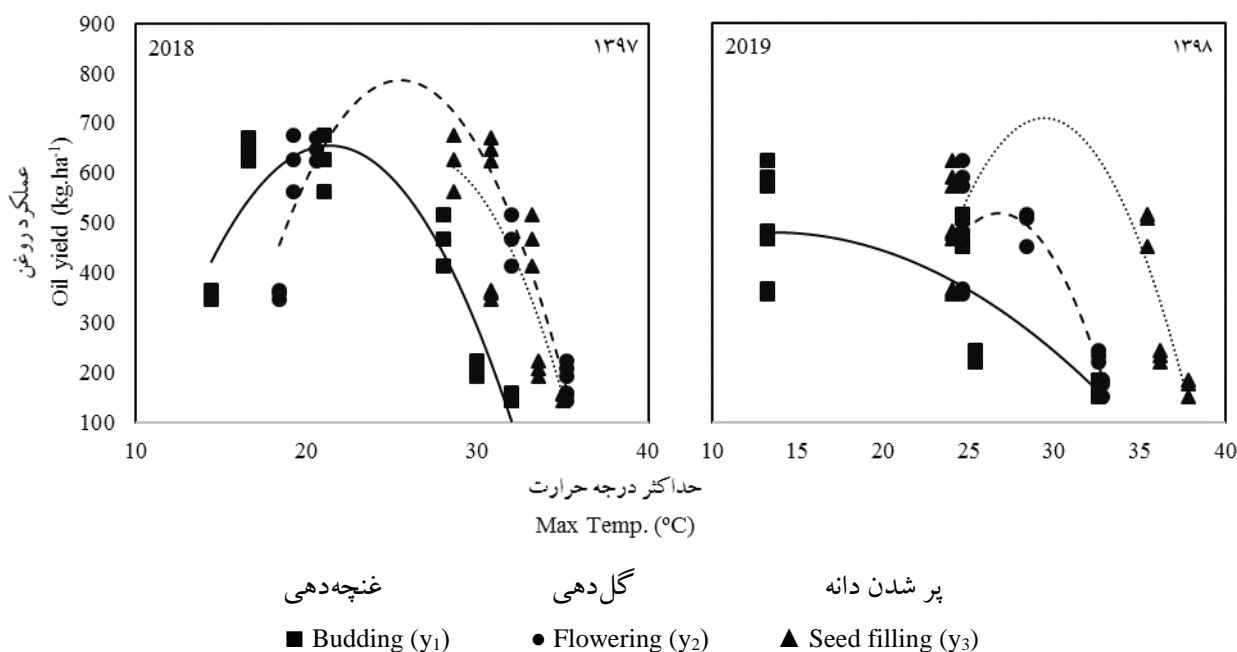 2018 ۱۳۹۷
2019 ۱۳۹۸
عملکرد روغن
Oil yield (kg.ha⁻¹)
900
800
700
600
500
400
300
200
100
10 20 30 40
10 15 20 25 30 35 40
حداکثر درجه حرارت
Max Temp. (°C)
غنچه‌دهی گل‌دهی پر شدن دانه
■ Budding (y₁) ● Flowering (y₂) ▲ Seed filling (y₃)